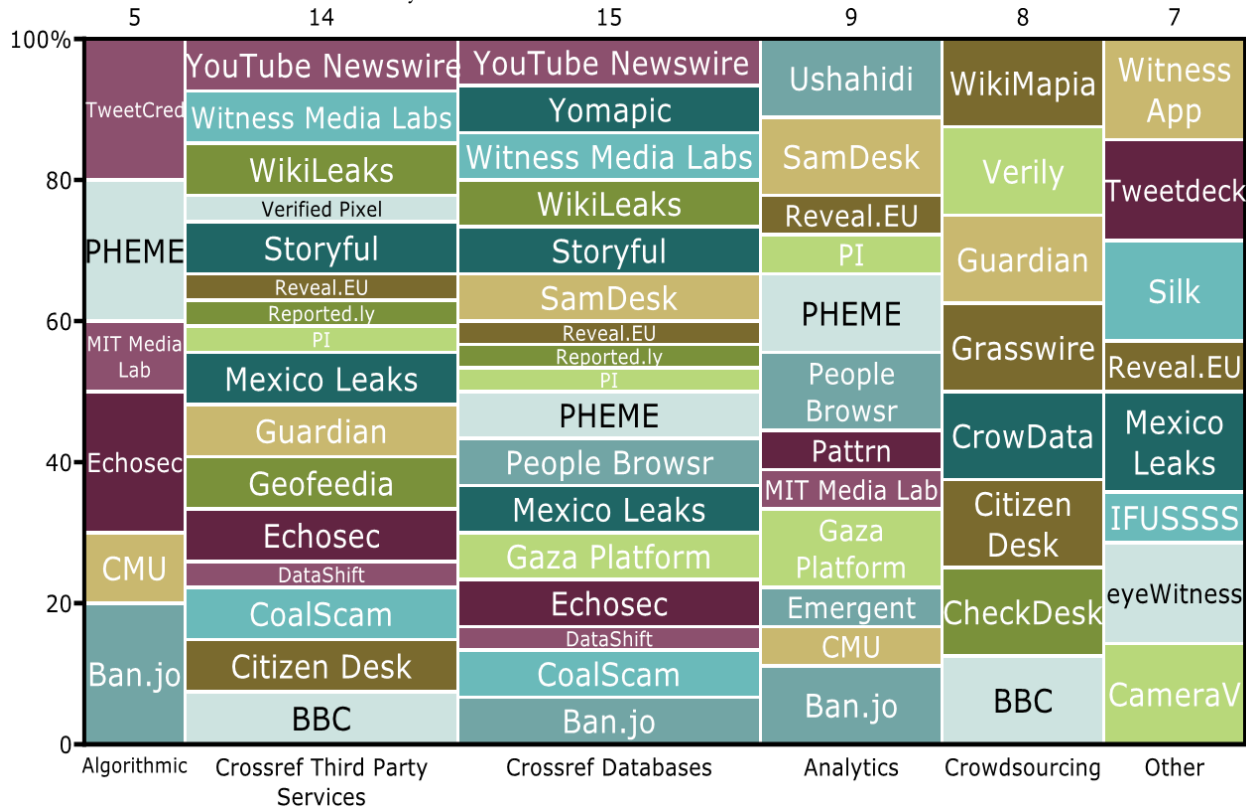 5
14
15
9
8
7
100%
80
60
40
20
0
TweetCred
PHEME
MIT Media
Lab
Echosec
CMU
Ban.jo
YouTube Newswire
Witness Media Labs
WikiLeaks
Verified Pixel
Storyful
Reveal.EU
Reported.ly
PI
Mexico Leaks
Guardian
Geofeedia
Echosec
DataShift
CoalScam
Citizen Desk
BBC
YouTube Newswire
Yomapic
Witness Media Labs
WikiLeaks
Storyful
SamDesk
Reveal.EU
Reported.ly
PI
PHEME
People Browsr
Mexico Leaks
Gaza Platform
Echosec
DataShift
CoalScam
Ban.jo
Ushahidi
SamDesk
Reveal.EU
PI
PHEME
People
Browsr
Pattrn
MIT Media Lab
Gaza
Platform
Emergent
CMU
Ban.jo
WikiMapia
Verily
Guardian
Grasswire
CrowData
Citizen
Desk
CheckDesk
BBC
Witness
App
Tweetdeck
Silk
Reveal.EU
Mexico
Leaks
IFUSSSS
eyeWitness
CameraV
Algorithmic
Crossref Third Party
Services
Crossref Databases
Analytics
Crowdsourcing
Other